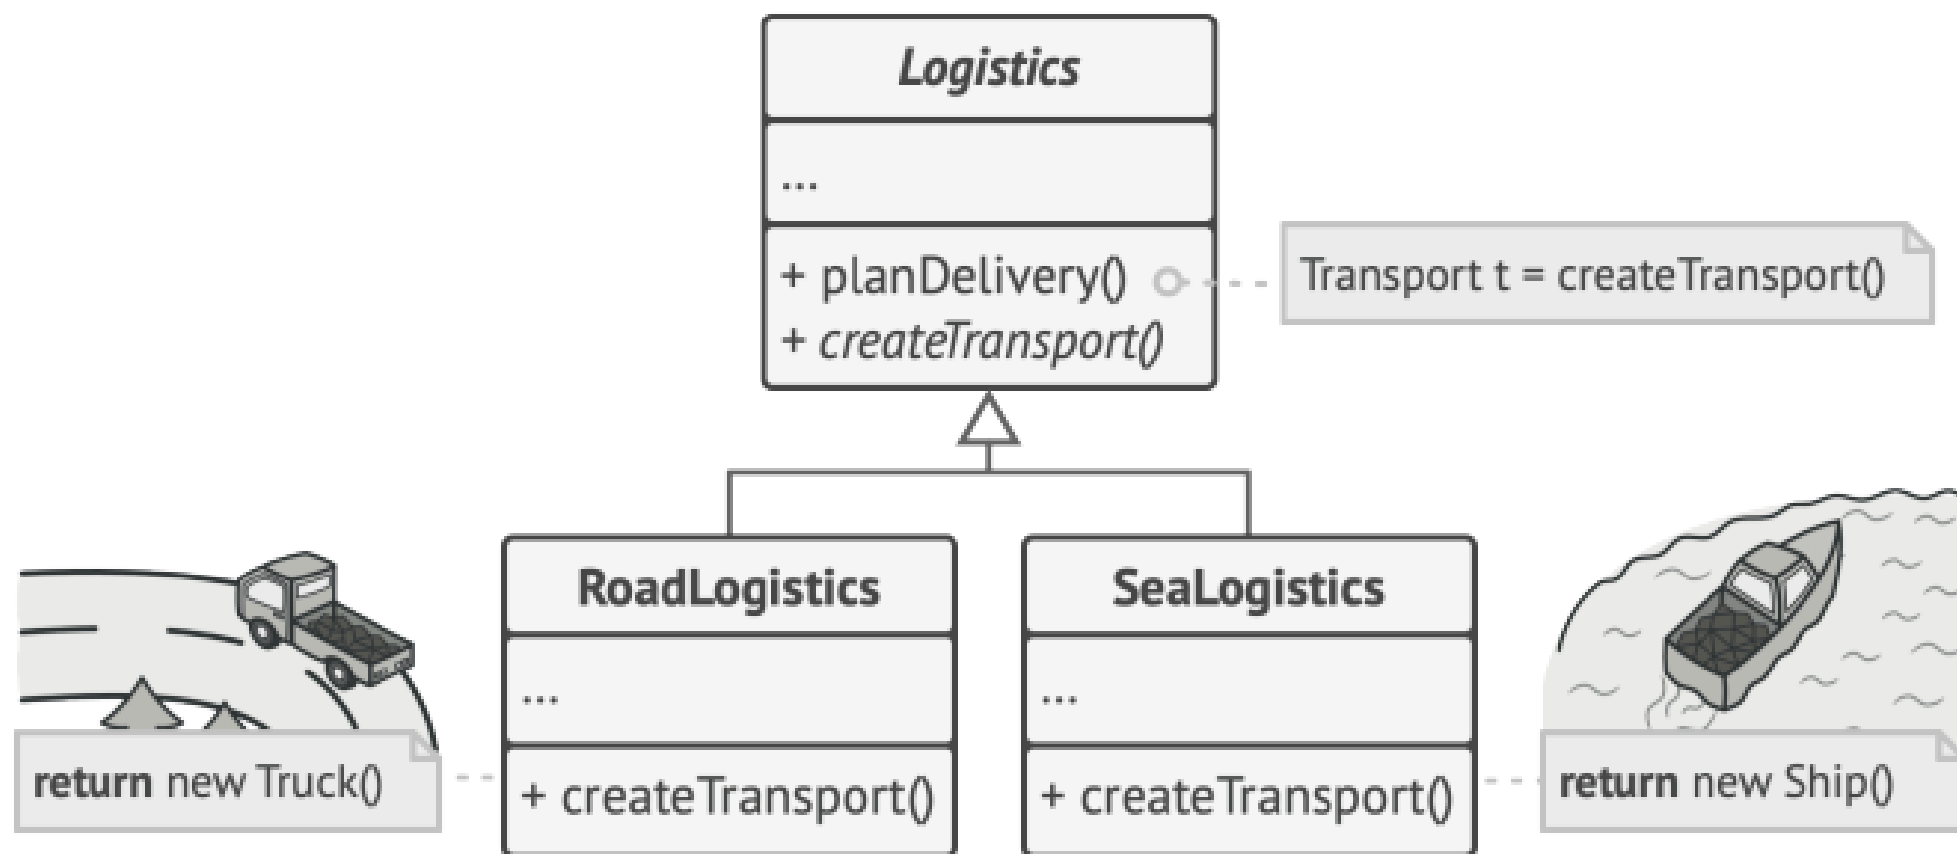 Logistics
...
+ planDelivery()
Transport t = createTransport()
+ createTransport()
RoadLogistics
...
+ createTransport()
return new Truck()
SeaLogistics
...
+ createTransport()
return new Ship()